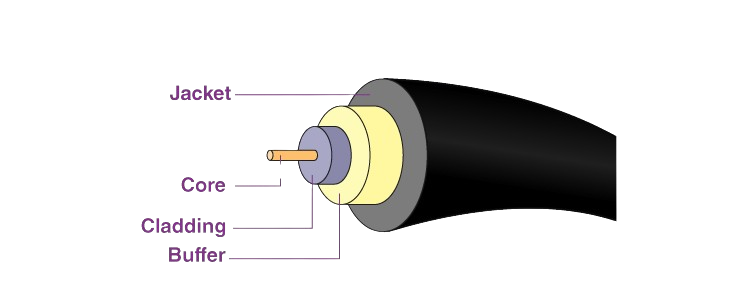 Jacket
Core
Cladding
Buffer